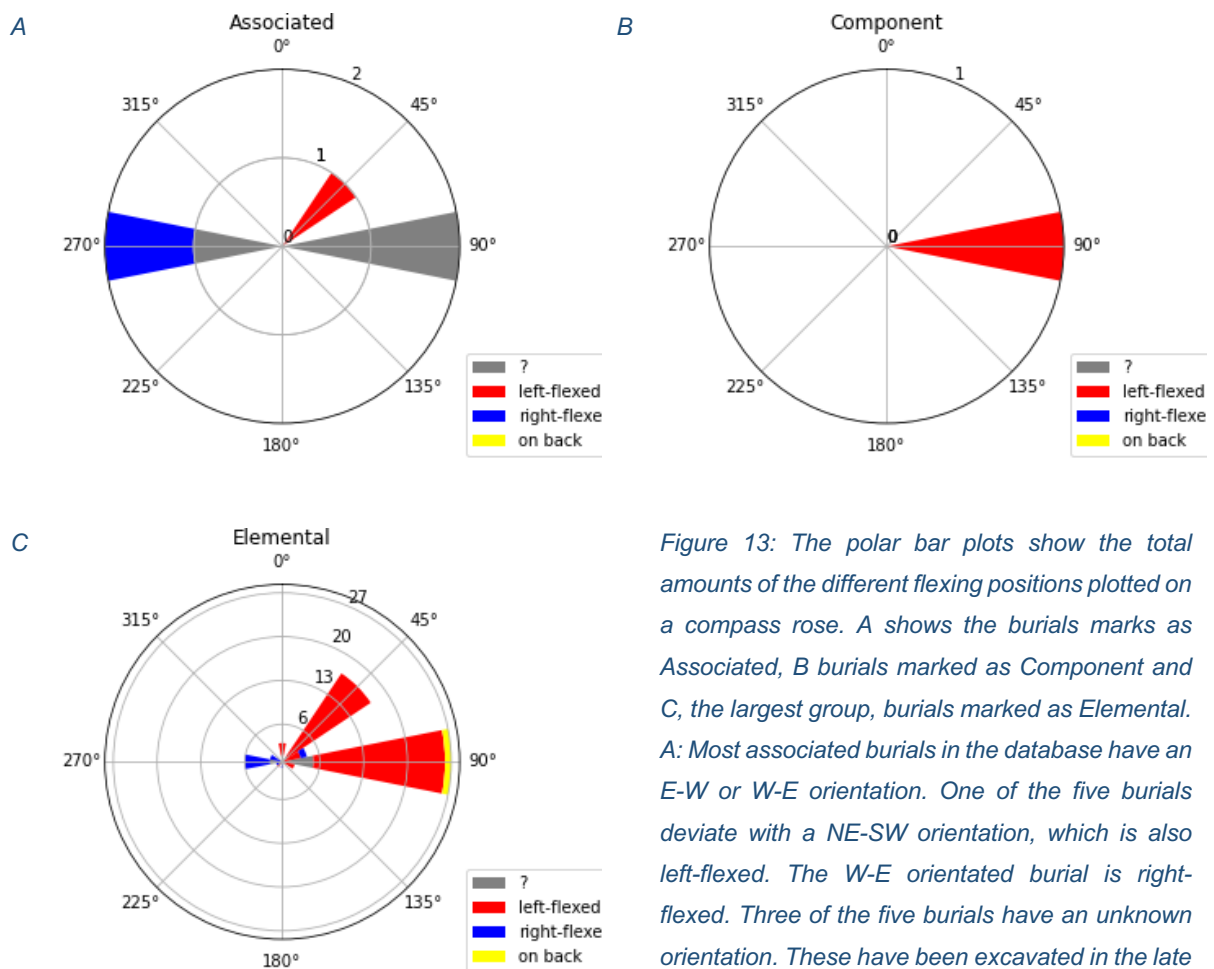 A
Associated
0°
2
315°
45°
1
270°
0
90°
225°
135°
180°
?
left-flexed
right-flexe
on back
B
Component
0°
1
315°
45°
270°
0
90°
225°
135°
180°
?
left-flexed
right-flexe
on back
C
Elemental
0°
27
315°
45°
20
13
6
270°
90°
225°
135°
180°
?
left-flexed
right-flexe
on back
Figure 13: The polar bar plots show the total
amounts of the different flexing positions plotted on
a compass rose. A shows the burials marks as
Associated, B burials marked as Component and
C, the largest group, burials marked as Elemental.
A: Most associated burials in the database have an
E-W or W-E orientation. One of the five burials
deviate with a NE-SW orientation, which is also
left-flexed. The W-E orientated burial is right-
flexed. Three of the five burials have an unknown
orientation. These have been excavated in the late